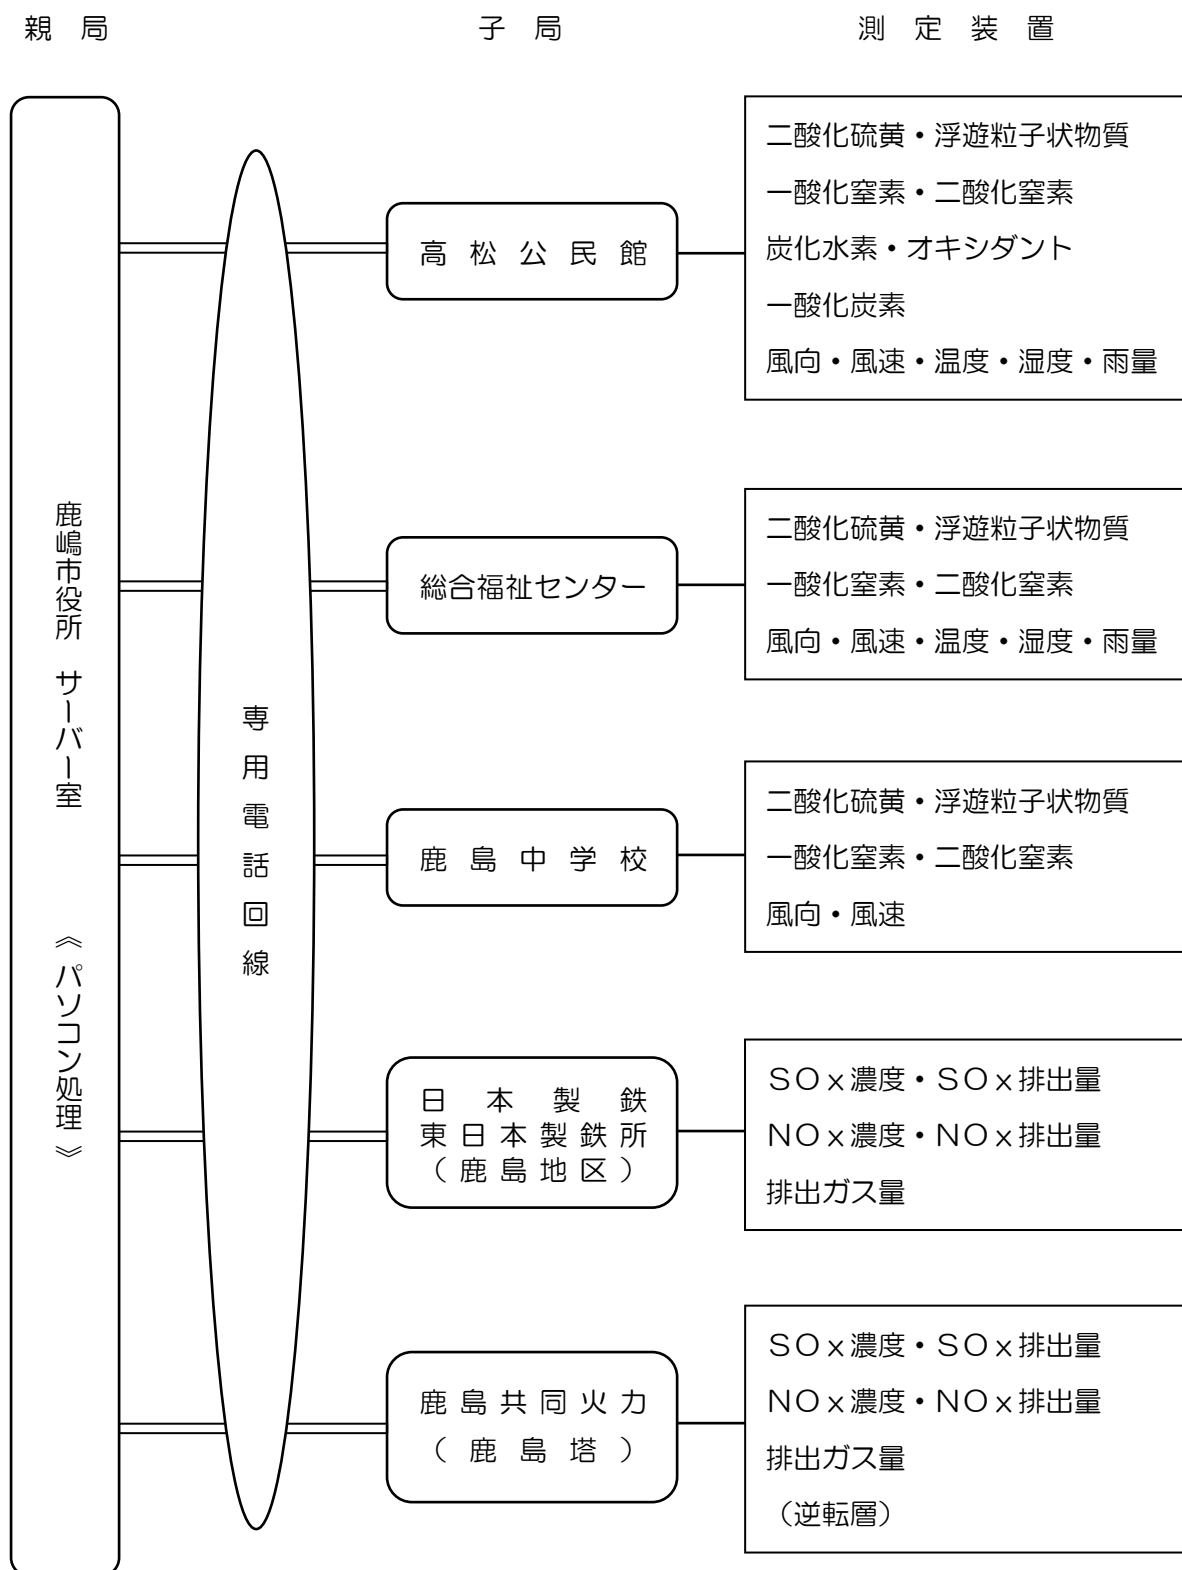 親局 子局 測定装置
鹿嶋市役所 サーバー室 《パソコン処理》
専用電話回線
高松公民館
二酸化硫黄・浮遊粒子状物質
一酸化窒素・二酸化窒素
炭化水素・オキシダント
一酸化炭素
風向・風速・温度・湿度・雨量
総合福祉センター
二酸化硫黄・浮遊粒子状物質
一酸化窒素・二酸化窒素
風向・風速・温度・湿度・雨量
鹿島中学校
二酸化硫黄・浮遊粒子状物質
一酸化窒素・二酸化窒素
風向・風速
日本製鉄
東日本製鉄所
（鹿島地区）
ＳＯｘ濃度・ＳＯｘ排出量
ＮＯｘ濃度・ＮＯｘ排出量
排出ガス量
鹿島共同火力
（鹿島塔）
ＳＯｘ濃度・ＳＯｘ排出量
ＮＯｘ濃度・ＮＯｘ排出量
排出ガス量
（逆転層）